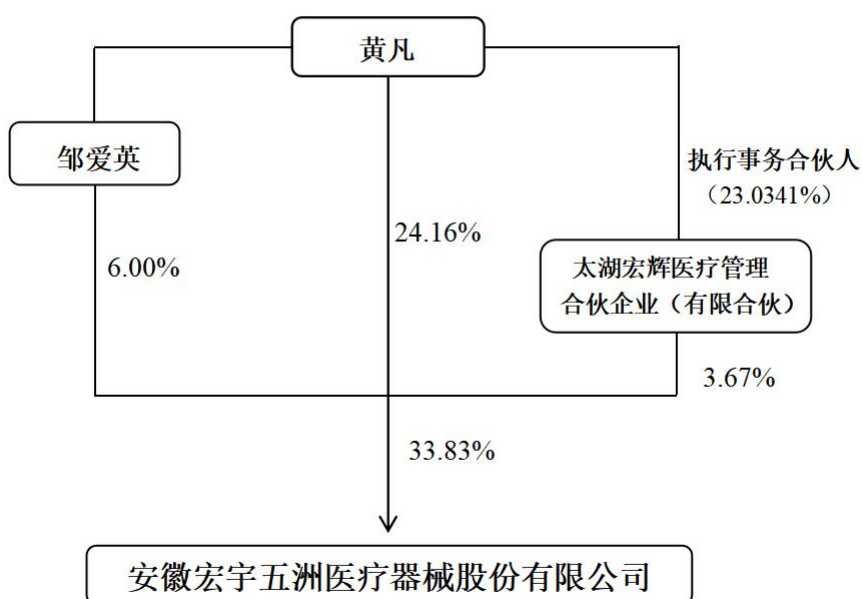 黄凡
邹爱英
执行事务合伙人
（23.0341%）
24.16%
6.00%
太湖宏辉医疗管理
合伙企业（有限合伙）
3.67%
33.83%
安徽宏宇五洲医疗器械股份有限公司